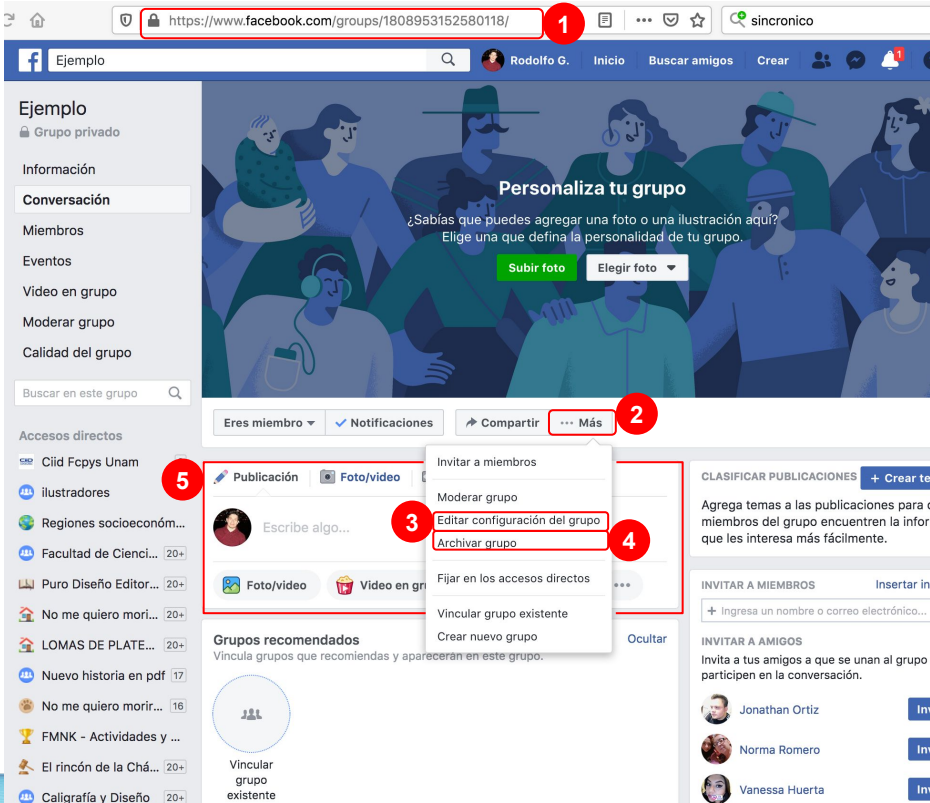 https://www.facebook.com/groups/1808953152580118/
1
sincronico
Ejemplo
Rodolfo G.
Inicio
Buscar amigos
Crear
1
Ejemplo
Grupo privado
Información
Conversación
Miembros
Eventos
Video en grupo
Moderar grupo
Calidad del grupo
Buscar en este grupo
Accesos directos
Ciid Fcpys Unam
ilustradores
Regiones socioeconóm...
Facultad de Cienci... 20+
Puro Diseño Editor... 20+
No me quiero mori... 20+
LOMAS DE PLATE... 20+
Nuevo historia en pdf 17
No me quiero morir... 16
FMNK - Actividades y ...
El rincón de la Chá... 20+
Caligrafía y Diseño 20+
Personaliza tu grupo
¿Sabías que puedes agregar una foto o una ilustración aquí?
Elige una que defina la personalidad de tu grupo.
Subir foto
Elegir foto
Eres miembro
Notificaciones
Compartir
··· Más
2
Invitar a miembros
Moderar grupo
3
Editar configuración del grupo
Archivar grupo
4
Fijar en los accesos directos
Vincular grupo existente
Crear nuevo grupo
5
Publicación
Foto/video
Escribe algo...
Foto/video
Video en gru
Grupos recomendados
Ocultar
Vincula grupos que recomiendas y aparecerán en este grupo.
Vincular
grupo
existente
CLASIFICAR PUBLICACIONES
+ Crear te
Agrega temas a las publicaciones para
miembros del grupo encuentren la infor
que les interesa más fácilmente.
INVITAR A MIEMBROS
Insertar in
+ Ingresa un nombre o correo electrónico...
INVITAR A AMIGOS
Invita a tus amigos a que se unan al grupo
participen en la conversación.
Jonathan Ortiz
Inv
Norma Romero
Inv
Vanessa Huerta
Inv